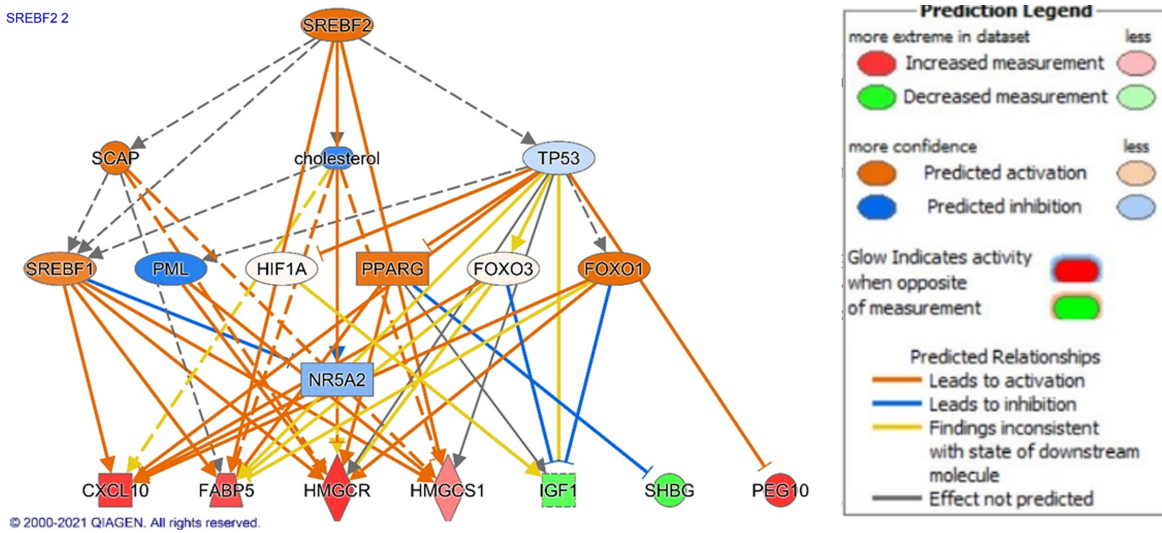 SREBF2 2
SREBF2
SCAP
cholesterol
TP53
SREBF1
PML
HIF1A
PPARG
FOXO3
FOXO1
NR5A2
CXCL10
FABP5
HMGCR
HMGCS1
IGF1
SHBG
PEG10
© 2000-2021 QIAGEN. All rights reserved.
Prediction Legend
more extreme in dataset less
Increased measurement
Decreased measurement
more confidence less
Predicted activation
Predicted inhibition
Glow Indicates activity
when opposite
of measurement
Predicted Relationships
Leads to activation
Leads to inhibition
Findings inconsistent
with state of downstream
molecule
Effect not predicted